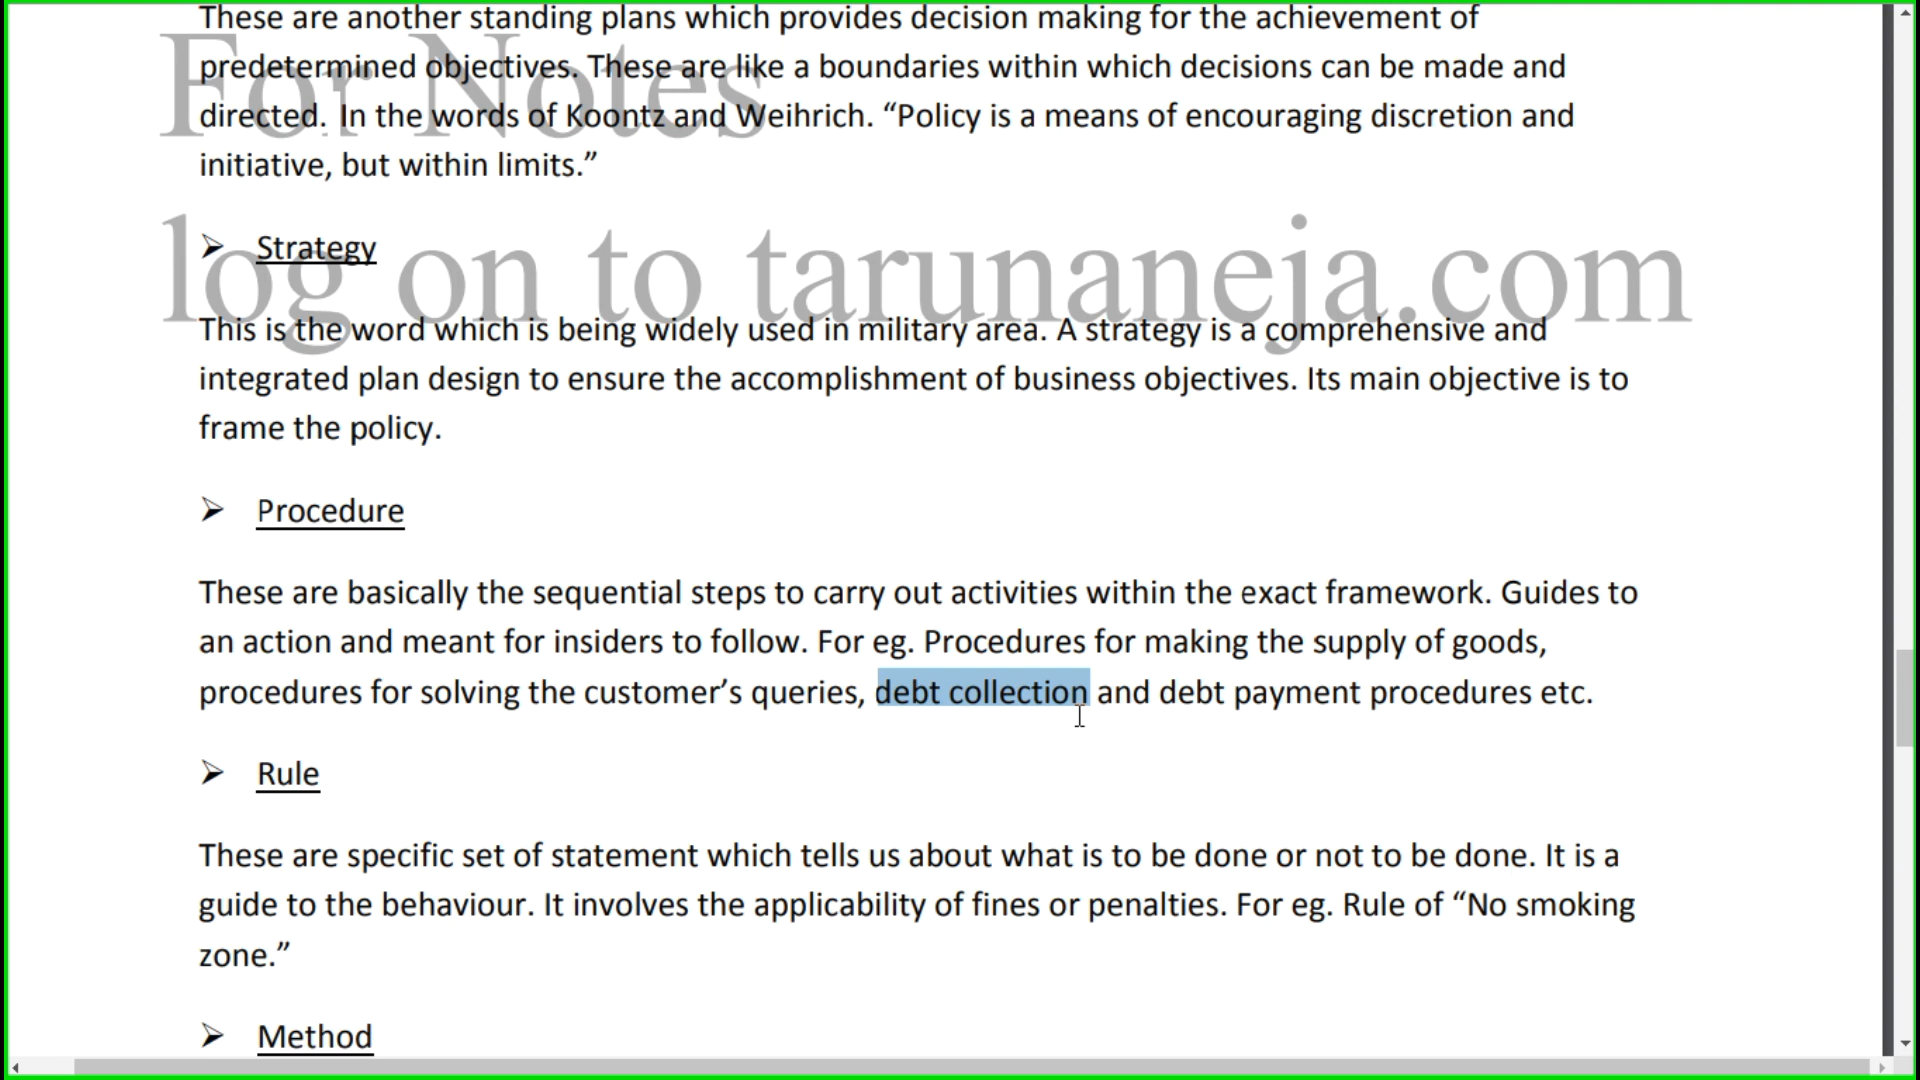 These are another standing plans which provides decision making for the achievement of
predetermined objectives. These are like a boundaries within which decisions can be made and
directed. In the words of Koontz and Weihrich. “Policy is a means of encouraging discretion and
initiative, but within limits.”
For Notes
➢ Strategy
log on to tarunaneja.com
This is the word which is being widely used in military area. A strategy is a comprehensive and
integrated plan design to ensure the accomplishment of business objectives. Its main objective is to
frame the policy.
➢ Procedure
These are basically the sequential steps to carry out activities within the exact framework. Guides to
an action and meant for insiders to follow. For eg. Procedures for making the supply of goods,
procedures for solving the customer’s queries, debt collection and debt payment procedures etc.
➢ Rule
These are specific set of statement which tells us about what is to be done or not to be done. It is a
guide to the behaviour. It involves the applicability of fines or penalties. For eg. Rule of “No smoking
zone.”
➢ Method